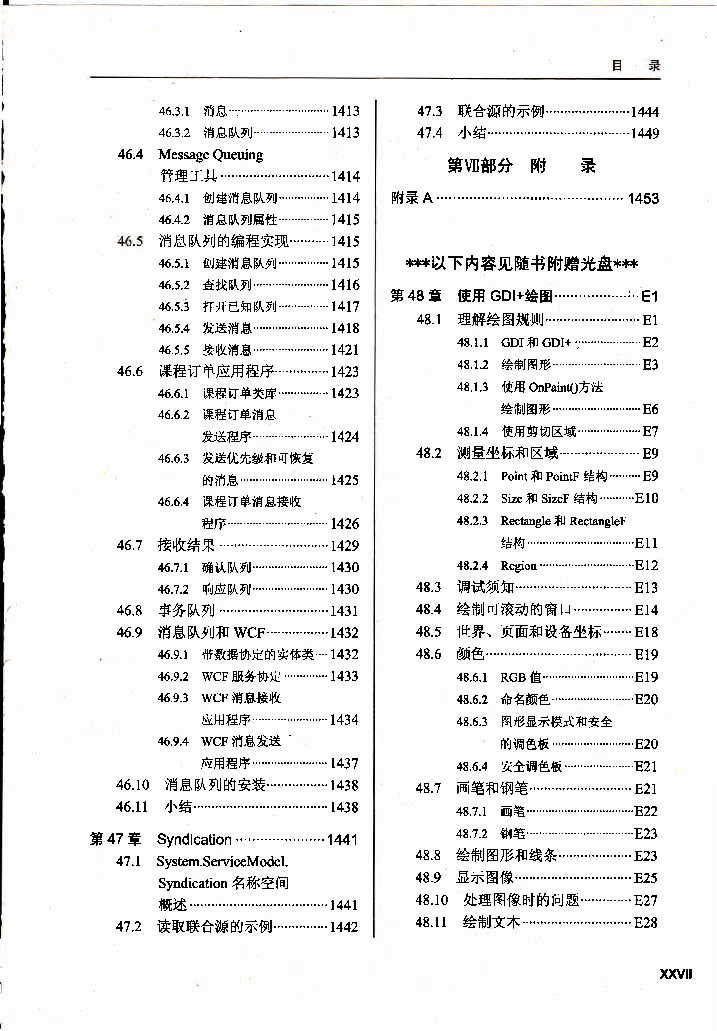 目 录
46.3.1 消息 1413
46.3.2 消息队列 1413
46.4 Message Queuing
管理工具 1414
46.4.1 创建消息队列 1414
46.4.2 消息队列属性 1415
46.5 消息队列的编程实现 1415
46.5.1 创建消息队列 1415
46.5.2 查找队列 1416
46.5.3 打开已知队列 1417
46.5.4 发送消息 1418
46.5.5 接收消息 1421
46.6 课程订单应用程序 1423
46.6.1 课程订单类库 1423
46.6.2 课程订单消息
发送程序 1424
46.6.3 发送优先级和可恢复
的消息 1425
46.6.4 课程订单消息接收
程序 1426
46.7 接收结果 1429
46.7.1 确认队列 1430
46.7.2 响应队列 1430
46.8 事务队列 1431
46.9 消息队列和 WCF 1432
46.9.1 带数据协定的实体类 1432
46.9.2 WCF 服务协定 1433
46.9.3 WCF 消息接收
应用程序 1434
46.9.4 WCF 消息发送
应用程序 1437
46.10 消息队列的安装 1438
46.11 小结 1438
第 47 章 Syndication 1441
47.1 System.ServiceModel.
Syndication 名称空间
概述 1441
47.2 读取联合源的示例 1442
47.3 联合源的示例 1444
47.4 小结 1449
第Ⅶ部分 附 录
附录 A 1453
***以下内容见随书附赠光盘***
第 48 章 使用 GDI+绘图 E1
48.1 理解绘图规则 E1
48.1.1 GDI 和 GDI+ E2
48.1.2 绘制图形 E3
48.1.3 使用 OnPaint()方法
绘制图形 E6
48.1.4 使用剪切区域 E7
48.2 测量坐标和区域 E9
48.2.1 Point 和 PointF 结构 E9
48.2.2 Size 和 SizeF 结构 E10
48.2.3 Rectangle 和 RectangleF
结构 E11
48.2.4 Region E12
48.3 调试须知 E13
48.4 绘制可滚动的窗口 E14
48.5 世界、页面和设备坐标 E18
48.6 颜色 E19
48.6.1 RGB 值 E19
48.6.2 命名颜色 E20
48.6.3 图形显示模式和安全
的调色板 E20
48.6.4 安全调色板 E21
48.7 画笔和钢笔 E21
48.7.1 画笔 E22
48.7.2 钢笔 E23
48.8 绘制图形和线条 E23
48.9 显示图像 E25
48.10 处理图像时的问题 E27
48.11 绘制文本 E28
XXVII